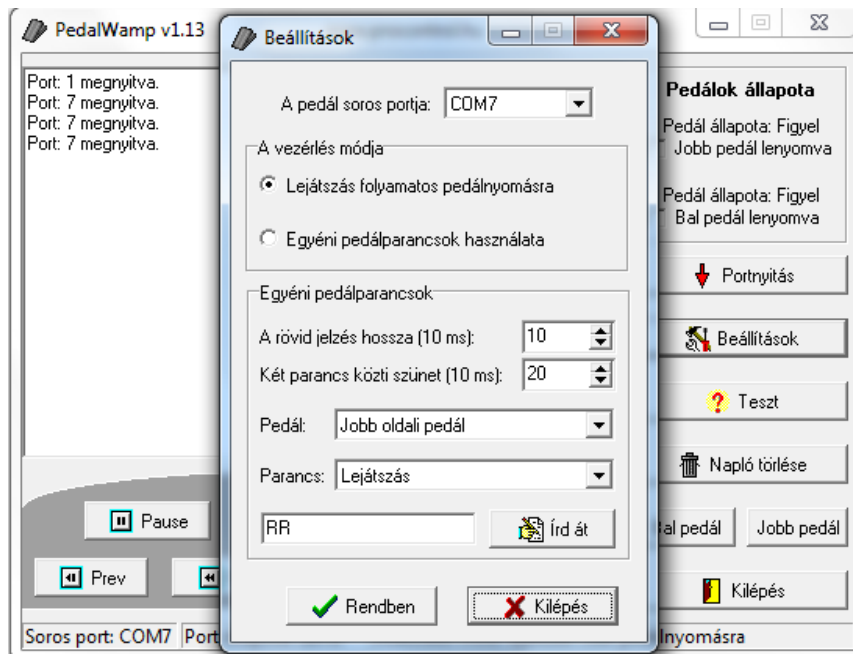 PedalWamp v1.13
Port: 1 megnyitva.
Port: 7 megnyitva.
Port: 7 megnyitva.
Port: 7 megnyitva.
Pause
Prev
Soros port: COM7
Port
Beállítások
A pedál soros portja: COM7
A vezérlés módja
Lejátszás folyamatos pedálnyomásra
Egyéni pedálparancsok használata
Egyéni pedálparancsok
A rövid jelzés hossza (10 ms): 10
Két parancs közti szünet (10 ms): 20
Pedál: Jobb oldali pedál
Parancs: Lejátszás
RR
Írd át
Rendben
Kilépés
Pedálok állapota
Pedál állapota: Figyel
Jobb pedál lenyomva
Pedál állapota: Figyel
Bal pedál lenyomva
Portnyitás
Beállítások
Teszt
Napló törlése
al pedál
Jobb pedál
Kilépés
lnyomásra